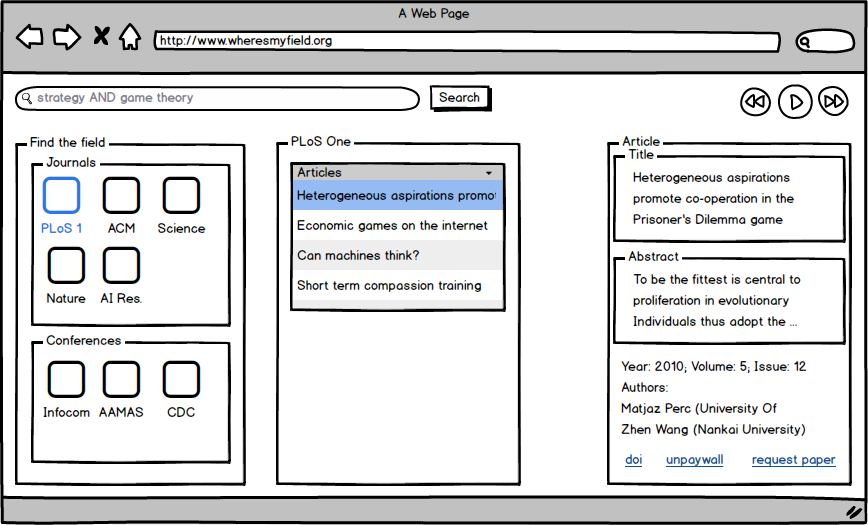 A Web Page
http://www.wheresmyfield.org
strategy AND game theory
Search
Find the field
Journals
PLoS 1
ACM
Science
Nature
AI Res.
Conferences
Infocom
AAMAS
CDC
PLoS One
Articles
Heterogeneous aspirations promo
Economic games on the internet
Can machines think?
Short term compassion training
Article
Title
Heterogeneous aspirations
promote co-operation in the
Prisoner's Dilemma game
Abstract
To be the fittest is central to
proliferation in evolutionary
Individuals thus adopt the ...
Year: 2010; Volume: 5; Issue: 12
Authors:
Matjaz Perc (University Of
Zhen Wang (Nankai University)
doi
unpaywall
request paper